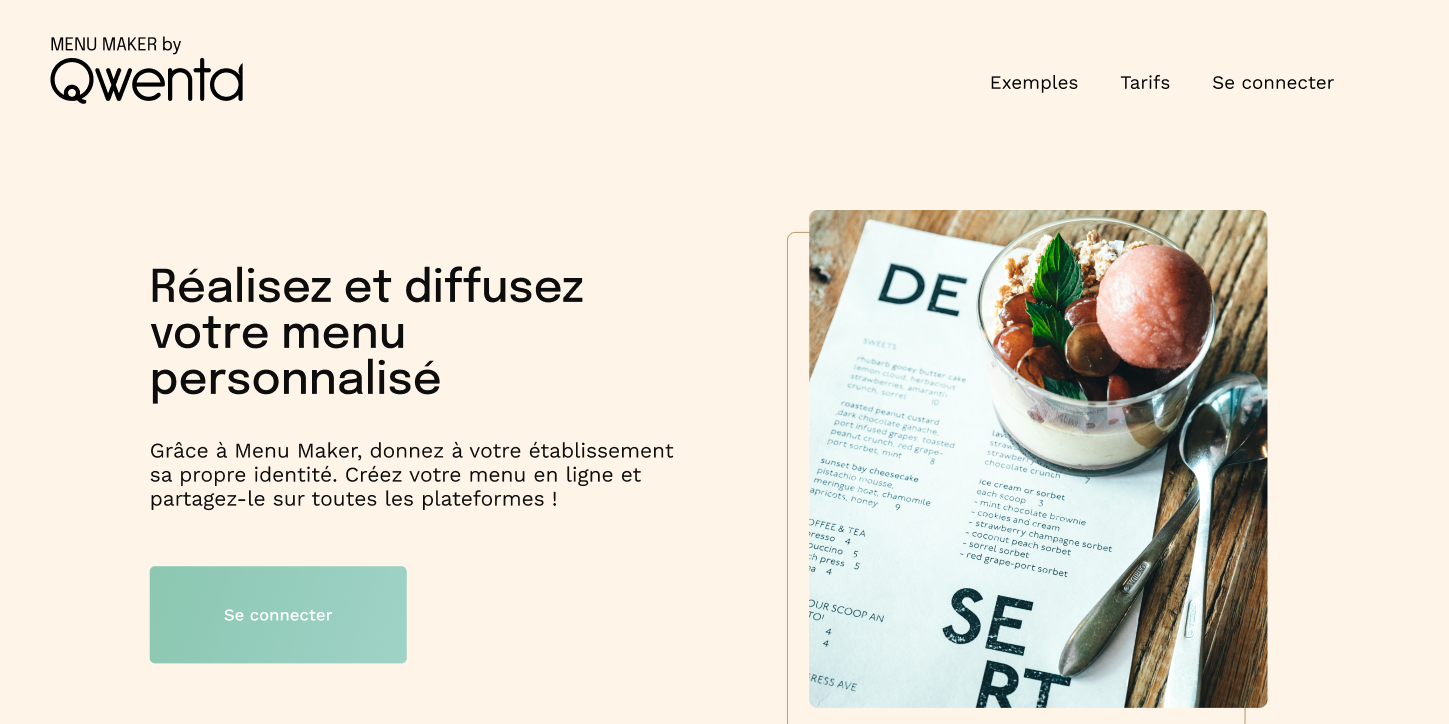 MENU MAKER by
Qwenta
Exemples
Tarifs
Se connecter
Réalisez et diffusez
votre menu
personnalisé
Grâce à Menu Maker, donnez à votre établissement
sa propre identité. Créez votre menu en ligne et
partagez-le sur toutes les plateformes !
Se connecter
DE
SWEETS
rhubarb gooey butter cake
lemon cloud, herbacious
strawberries, amaranth
crunch, sorrel 10
roasted peanut custard
dark chocolate ganache,
port infused grapes, toasted
peanut crunch, red grape-
port sorbet, mint 8
sunset bay cheesecake
pistachio mousse,
meringue boat, chamomile
apricots, honey 9
chocolate crunch 7
ice cream or sorbet
each scoop 3
- mint chocolate brownie
- cookies and cream
- strawberry champagne sorbet
- coconut peach sorbet
- sorrel sorbet
- red grape-port sorbet
OFFEE & TEA
resso 4
puccino 5
ch press 5
4
OUR SCOOP AN
TO!
4
4
RESS AVE
SE
RT